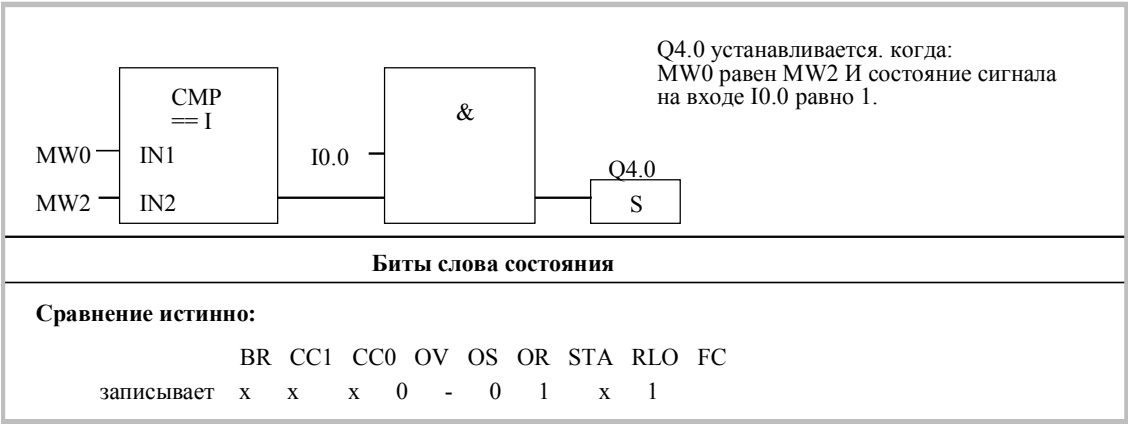 Q4.0 устанавливается. когда:
MW0 равен MW2 И состояние сигнала
на входе I0.0 равно 1.
CMP
== I
&
MW0 IN1 I0.0
Q4.0
MW2 IN2 S
Биты слова состояния
Сравнение истинно:
BR CC1 CC0 OV OS OR STA RLO FC
записывает x x x 0 - 0 1 x 1